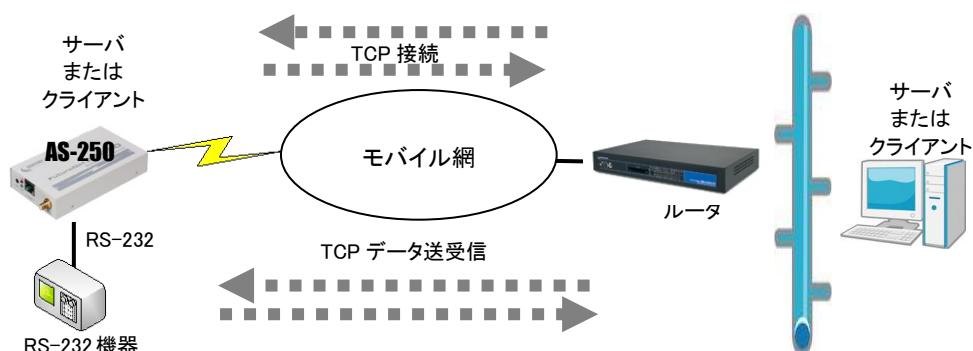 サーバ
または
クライアント
TCP 接続
AS-250
モバイル網
ルータ
サーバ
または
クライアント
RS-232
TCP データ送受信
RS-232 機器